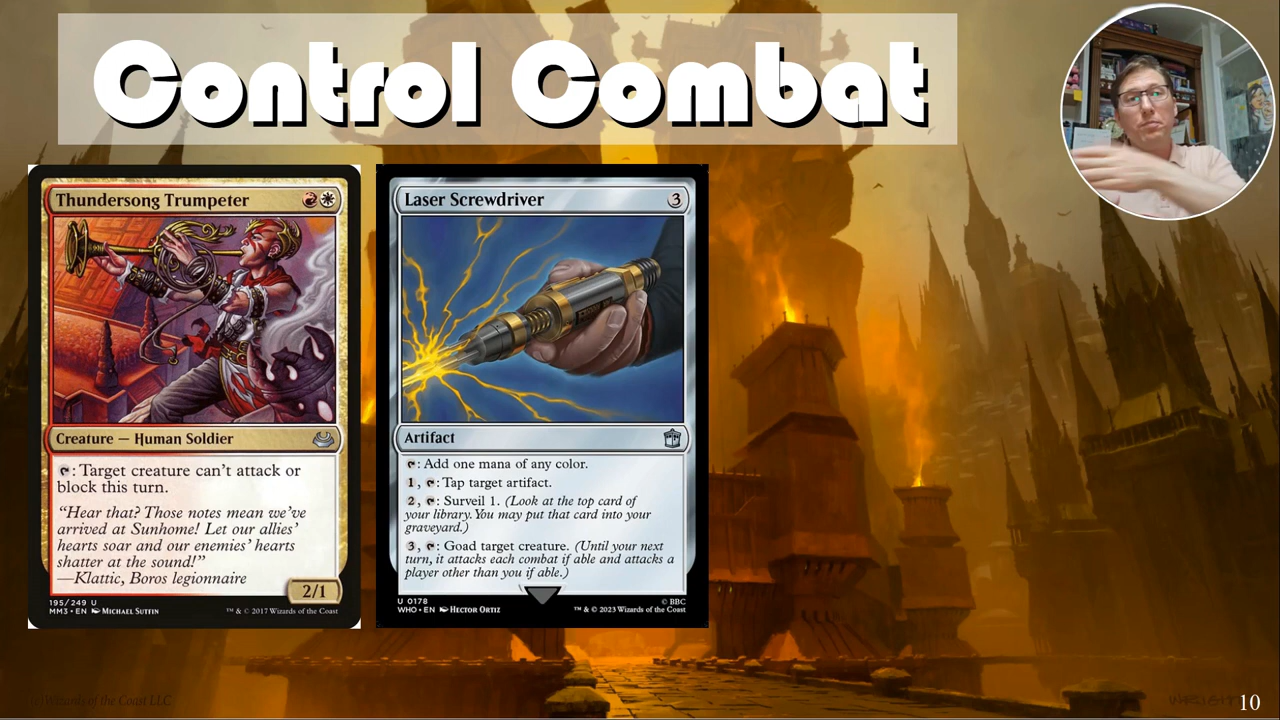 Control Combat
Thundersong Trumpeter
Creature — Human Soldier
: Target creature can't attack or
block this turn.
"Hear that? Those notes mean we've
arrived at Sunhome! Let our allies'
hearts soar and our enemies' hearts
shatter at the sound!"
—Klattic, Boros legionnaire
2/1
195/249 U
MM3 • EN Michael Sutfin
™ & © 2017 Wizards of the Coast
Laser Screwdriver 3
Artifact
: Add one mana of any color.
1, : Tap target artifact.
2, : Surveil 1. (Look at the top card of
your library. You may put that card into your
graveyard.)
3, : Goad target creature. (Until your next
turn, it attacks each combat if able and attacks a
player other than you if able.)
U 0178
WHO • EN Hector Ortiz
© BBC
™ & © 2023 Wizards of the Coast
Wizards of the Coast LLC
10